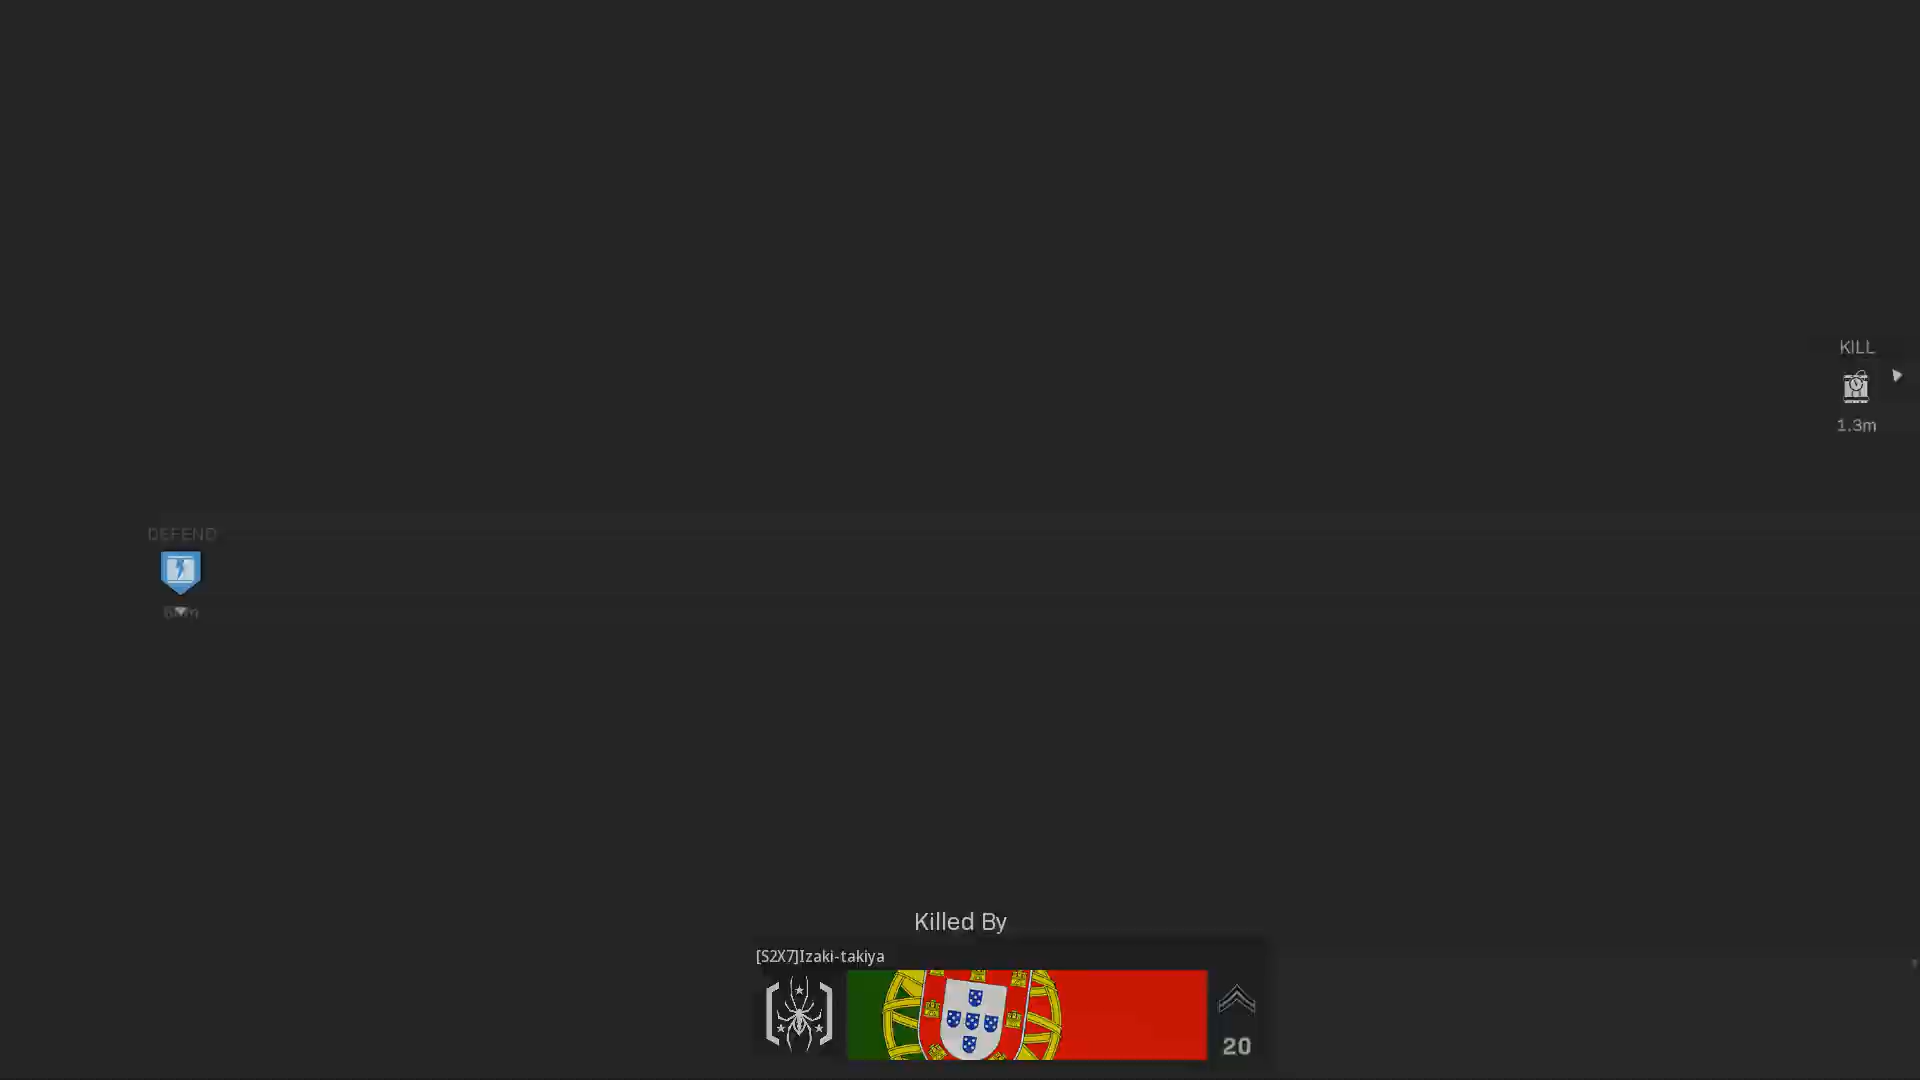 KILL
1.3m
DEFEND
Killed By
[S2X7]Izaki-takiya
20